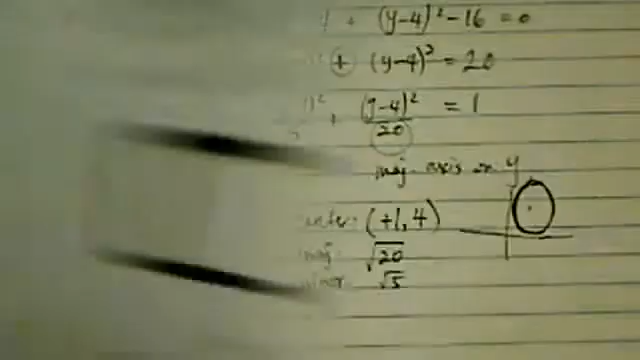 + (y-4)² - 16 = 0
+ (y-4)² = 20
+ (y-4)²/20 = 1
maj. axis on y
(+1, 4)
√20
√5